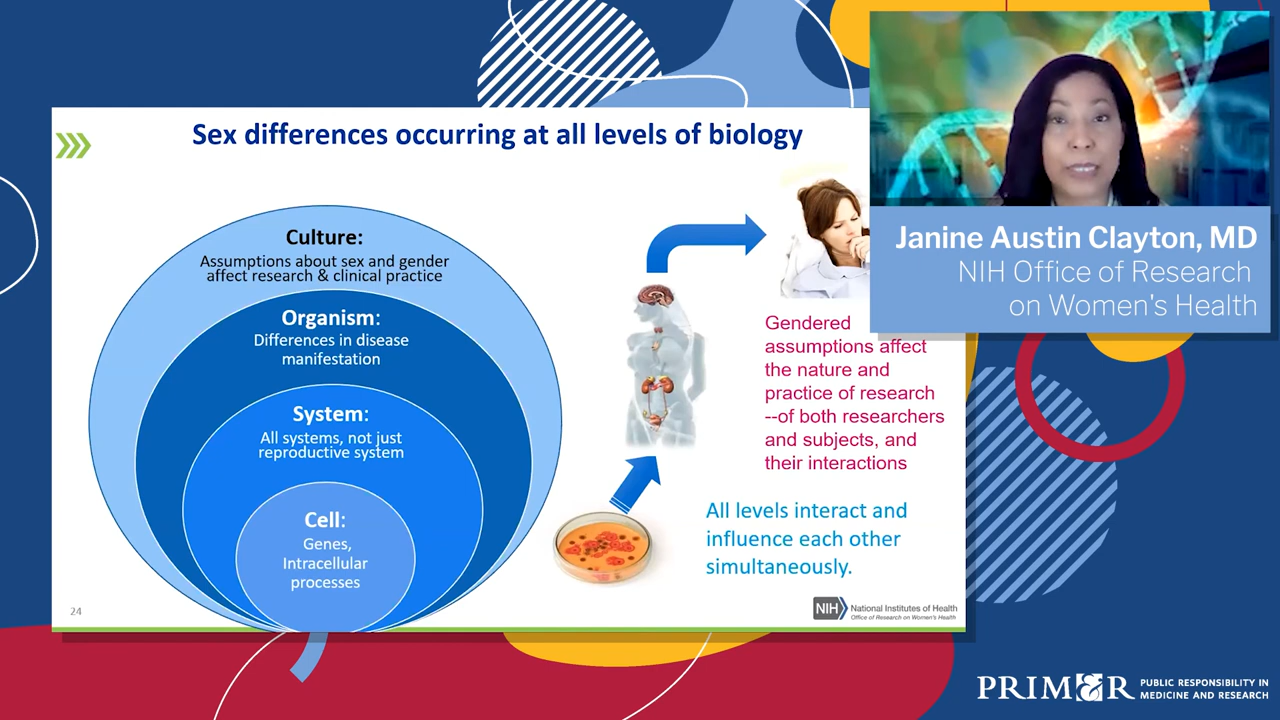 Sex differences occurring at all levels of biology
Culture:
Assumptions about sex and gender
affect research & clinical practice
Organism:
Differences in disease
manifestation
System:
All systems, not just
reproductive system
Cell:
Genes,
Intracellular
processes
Gendered
assumptions affect
the nature and
practice of research
--of both researchers
and subjects, and
their interactions
All levels interact and
influence each other
simultaneously.
24
NIH
National Institutes of Health
Office of Research on Women's Health
Janine Austin Clayton, MD
NIH Office of Research
on Women's Health
PRIM&R
PUBLIC RESPONSIBILITY IN
MEDICINE AND RESEARCH